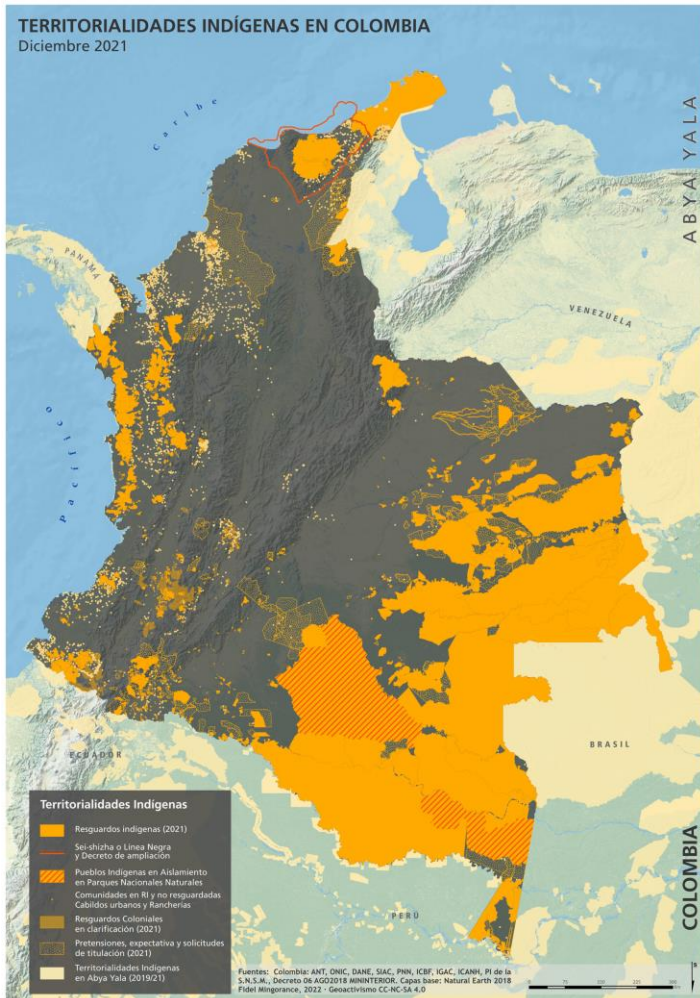 TERRITORIALIDADES INDÍGENAS EN COLOMBIA
Diciembre 2021
Caribe
ABYA YALA
PANAMÁ
VENEZUELA
Pacífico
ECUADOR
BRASIL
PERÚ
COLOMBIA
Territorialidades Indígenas
Resguardos indígenas (2021)
Sei-shizha o Linea Negra
y Decreto de ampliación
Pueblos Indígenas en Aislamiento
en Parques Nacionales Naturales
Comunidades en RI y no resguardadas
Cabildos urbanos y Rancherias
Resguardos Coloniales
en clarificación (2021)
Pretensiones, expectativa y solicitudes
de titulación (2021)
Territorialidades Indígenas
en Abya Yala (2019/21)
Fuentes: Colombia: ANT, ONIC, DANE, SIAC, PNN, ICBF, IGAC, ICANH, PI de la
S.N.S.M., Decreto 06 AGO2018 MININTERIOR. Capas base: Natural Earth 2018
Fidel Mingorance, 2022 - Geoactivismo CC-NC-SA 4.0